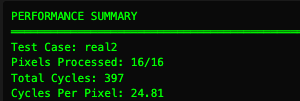 PERFORMANCE SUMMARY
Test Case: real2
Pixels Processed: 16/16
Total Cycles: 397
Cycles Per Pixel: 24.81